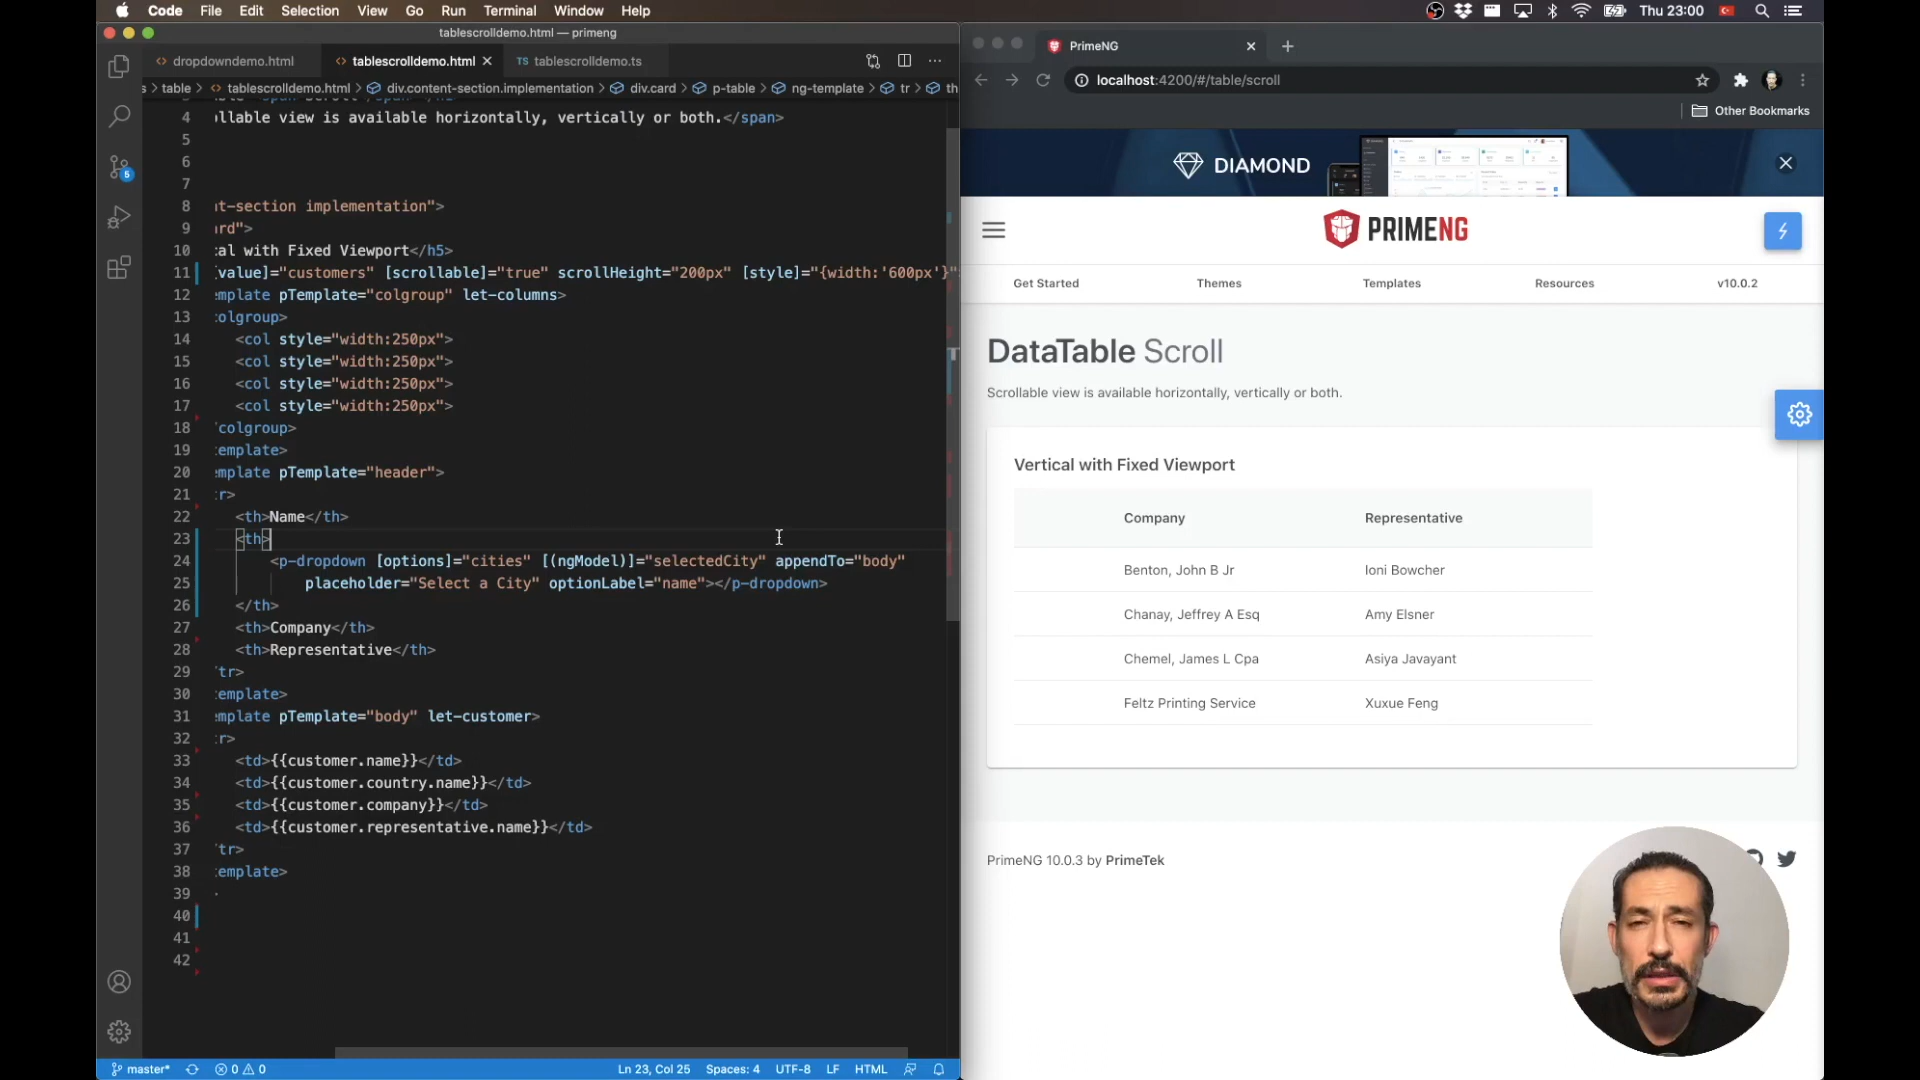 Code File Edit Selection View Go Run Terminal Window Help
Thu 23:00
tablescrolldemo.html — primeng
dropdowndemo.html
tablescrolldemo.html
TS tablescrolldemo.ts
s > table > tablescrolldemo.html > div.content-section.implementation > div.card > p-table > ng-template > tr > th
4 llable view is available horizontally, vertically or both.</span>
5
6
7
8 t-section implementation">
9 rd">
10 cal with Fixed Viewport</h5>
11 [value]="customers" [scrollable]="true" scrollHeight="200px" [style]="{width:'600px'}"
12 emplate pTemplate="colgroup" let-columns>
13 colgroup>
14 <col style="width:250px">
15 <col style="width:250px">
16 <col style="width:250px">
17 <col style="width:250px">
18 colgroup>
19 template>
20 emplate pTemplate="header">
21 tr>
22 <th>Name</th>
23 <th>
24 <p-dropdown [options]="cities" [(ngModel)]="selectedCity" appendTo="body"
25 placeholder="Select a City" optionLabel="name"></p-dropdown>
26 </th>
27 <th>Company</th>
28 <th>Representative</th>
29 /tr>
30 template>
31 emplate pTemplate="body" let-customer>
32 tr>
33 <td>{{customer.name}}</td>
34 <td>{{customer.country.name}}</td>
35 <td>{{customer.company}}</td>
36 <td>{{customer.representative.name}}</td>
37 /tr>
38 template>
39
40
41
42
5
master* 0 0
Ln 23, Col 25 Spaces: 4 UTF-8 LF HTML
PrimeNG
localhost:4200/#/table/scroll
Other Bookmarks
DIAMOND
PRIMENG
Get Started Themes Templates Resources v10.0.2
DataTable Scroll
Scrollable view is available horizontally, vertically or both.
Vertical with Fixed Viewport
Company Representative
Benton, John B Jr Ioni Bowcher
Chanay, Jeffrey A Esq Amy Elsner
Chemel, James L Cpa Asiya Javayant
Feltz Printing Service Xuxue Feng
PrimeNG 10.0.3 by PrimeTek